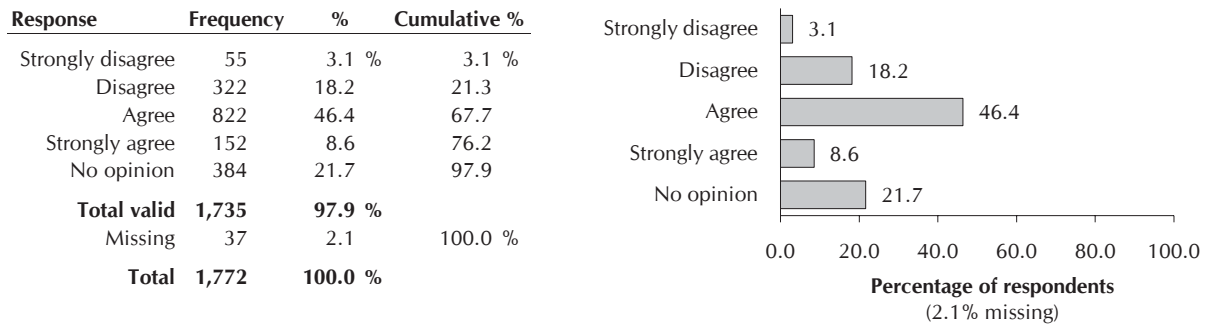 Response Frequency % Cumulative %
Strongly disagree 55 3.1 % 3.1 %
Disagree 322 18.2 21.3
Agree 822 46.4 67.7
Strongly agree 152 8.6 76.2
No opinion 384 21.7 97.9
Total valid 1,735 97.9 %
Missing 37 2.1 100.0 %
Total 1,772 100.0 %
Strongly disagree 3.1
Disagree 18.2
Agree 46.4
Strongly agree 8.6
No opinion 21.7
0.0 20.0 40.0 60.0 80.0 100.0
Percentage of respondents
(2.1% missing)